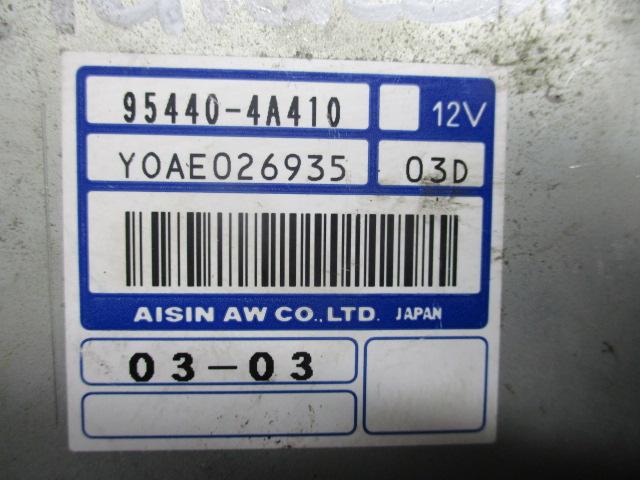 95440-4A410 12V
YOAE026935 03D
AISIN AW CO.,LTD. JAPAN
03-03